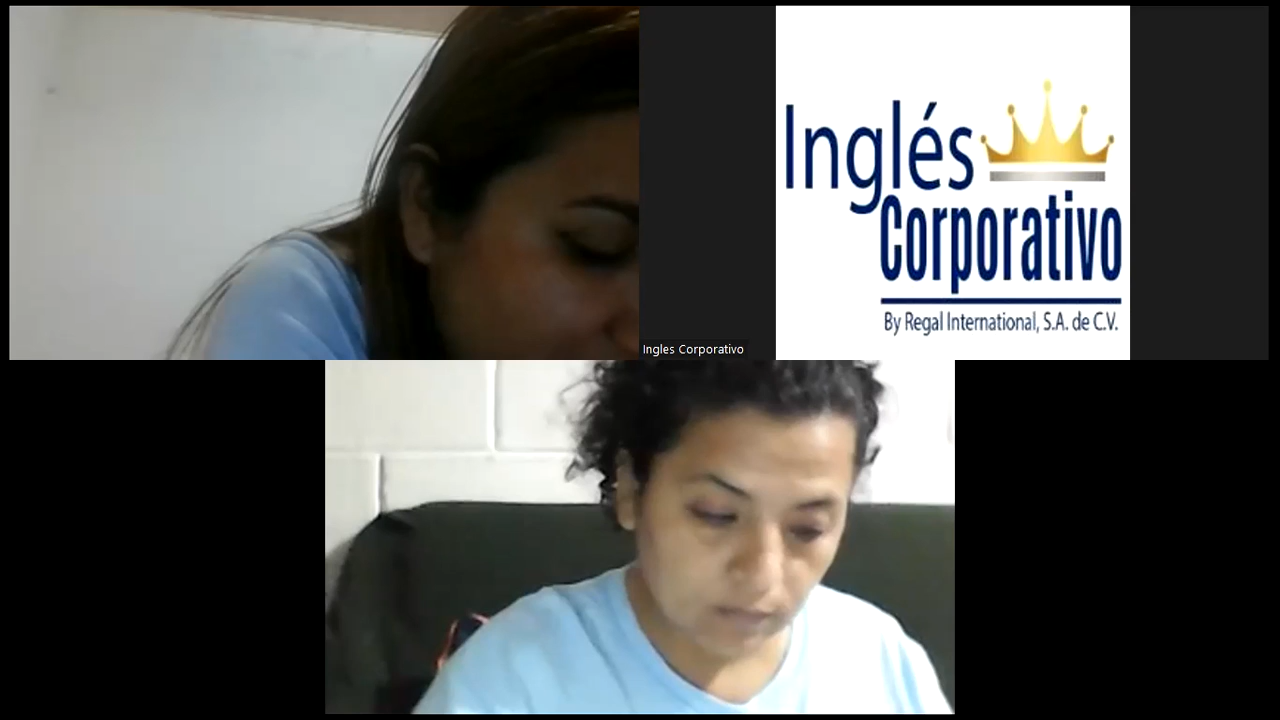 Inglés
Corporativo
By Regal International, S.A. de C.V.
Ingles Corporativo